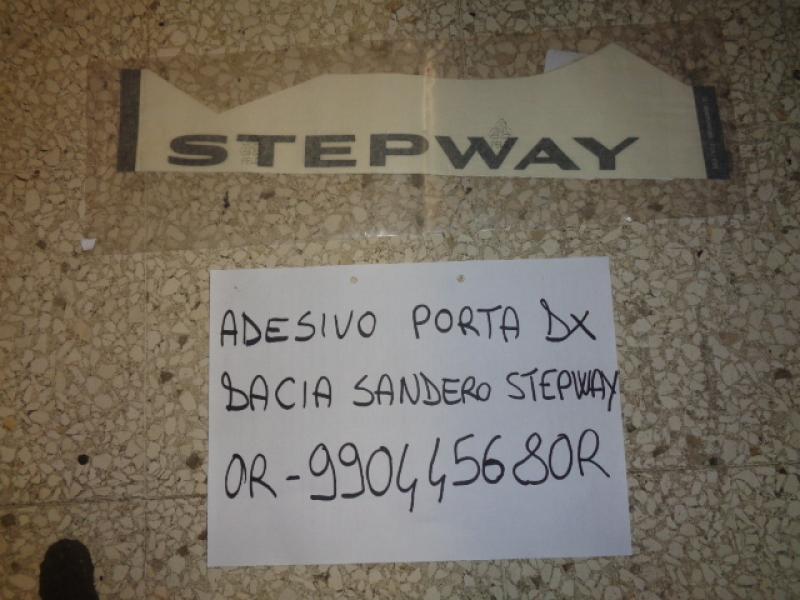 STEPWAY
ADESIVO PORTA DX
DACIA SANDERO STEPWAY
OR-990445680R